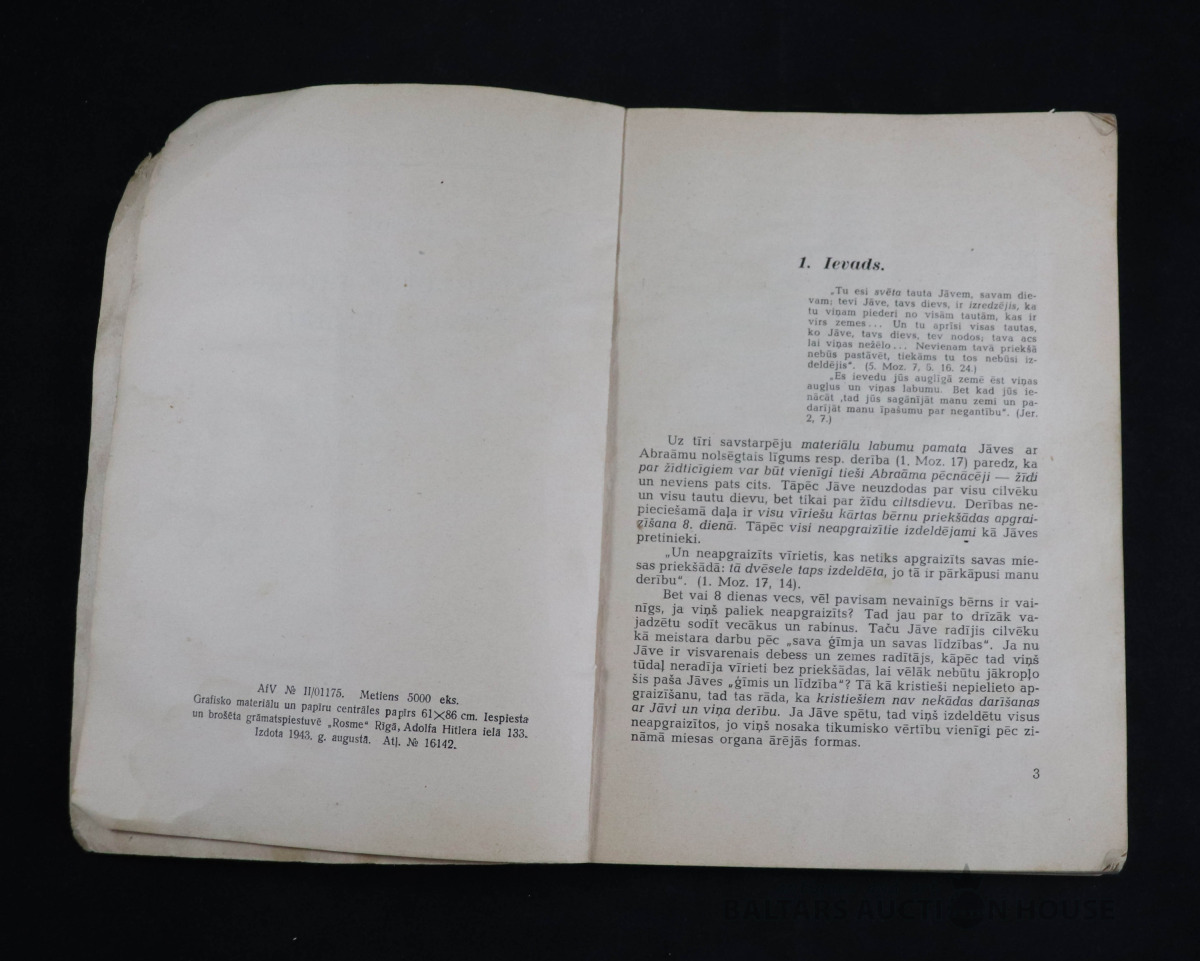 AfV № II/01175. Metiens 5000 eks.
Grafisko materiālu un papīru centrāles papīrs 61×86 cm. Iespiesta
un brošēta grāmatspiestuvē „Rosme“ Rīgā, Adolfa Hitlera ielā 133.
Izdota 1943. g. augustā. Atļ. № 16142.
1. Ievads.
„Tu esi svēta tauta Jāvem, savam die-
vam; tevi Jāve, tavs dievs, ir izredzējis, ka
tu viņam piederi no visām tautām, kas ir
virs zemes... Un tu aprīsi visas tautas,
ko Jāve, tavs dievs, tev nodos; tava acs
lai viņas nežēlo... Nevienam tavā priekšā
nebūs pastāvēt, tiekāms tu tos nebūsi iz-
deldējis“. (5. Moz. 7, 5. 16. 24.)
„Es ievedu jūs auglīgā zemē ēst viņas
augļus un viņas labumu. Bet kad jūs ie-
nācāt ,tad jūs sagānījāt manu zemi un pa-
darījāt manu īpašumu par negantību“. (Jer.
2, 7.)
Uz tīri savstarpēju materiālu labumu pamata Jāves ar
Abraāmu nolsēgtais līgums resp. derība (1. Moz. 17) paredz, ka
par žīdticīgiem var būt vienīgi tieši Abraāma pēcnācēji — žīdi
un neviens pats cits. Tāpēc Jāve neuzdodas par visu cilvēku
un visu tautu dievu, bet tikai par žīdu ciltsdievu. Derības ne-
pieciešamā daļa ir visu vīriešu kārtas bērnu priekšādas apgrai-
zīšana 8. dienā. Tāpēc visi neapgraizītie izdeldējami kā Jāves
pretinieki.
„Un neapgraizīts vīrietis, kas netiks apgraizīts savas mie-
sas priekšādā: tā dvēsele taps izdeldēta, jo tā ir pārkāpusi manu
derību“. (1. Moz. 17, 14).
Bet vai 8 dienas vecs, vēl pavisam nevainīgs bērns ir vai-
nīgs, ja viņš paliek neapgraizīts? Tad jau par to drīzāk va-
jadzētu sodīt vecākus un rabinus. Taču Jāve radījis cilvēku
kā meistara darbu pēc „sava ģīmja un savas līdzības“. Ja nu
Jāve ir visvarenais debess un zemes radītājs, kāpēc tad viņš
tūdaļ neradīja vīrieti bez priekšādas, lai vēlāk nebūtu jākropļo
šis paša Jāves „ģīmis un līdzība“? Tā kā kristieši nepielieto ap-
graizīšanu, tad tas rāda, ka kristiešiem nav nekādas darīšanas
ar Jāvi un viņa derību. Ja Jāve spētu, tad viņš izdeldētu visus
neapgraizītos, jo viņš nosaka tikumisko vērtību vienīgi pēc zi-
nāmā miesas organa ārējās formas.
3
BALTARS AUCTION HOUSE